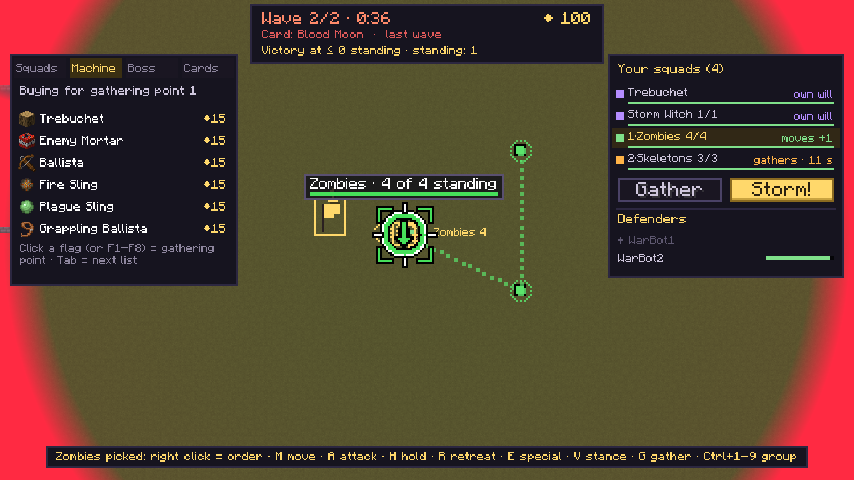 Wave 2/2 · 0:36
100
Card: Blood Moon · last wave
Victory at ≤ 0 standing · standing: 1
Squads Machine Boss Cards
Buying for gathering point 1
Trebuchet 15
Enemy Mortar 15
Ballista 15
Fire Sling 15
Plague Sling 15
Grappling Ballista 15
Click a flag (or F1-F8) = gathering
point · Tab = next list
Zombies · 4 of 4 standing
Zombies 4
Your squads (4)
Trebuchet own will
Storm Witch 1/1 own will
1·Zombies 4/4 moves +1
2·Skeletons 3/3 gathers · 11 s
Gather Storm!
Defenders
+ WarBot1
WarBot2
Zombies picked: right click = order · M move · A attack · H hold · R retreat · E special · V stance · G gather · Ctrl+1-9 group